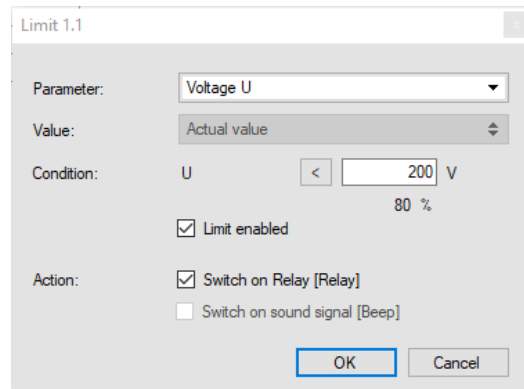 Limit 1.1
Parameter: Voltage U
Value: Actual value
Condition: U < 200 V
80 %
Limit enabled
Action: Switch on Relay [Relay]
Switch on sound signal [Beep]
OK Cancel